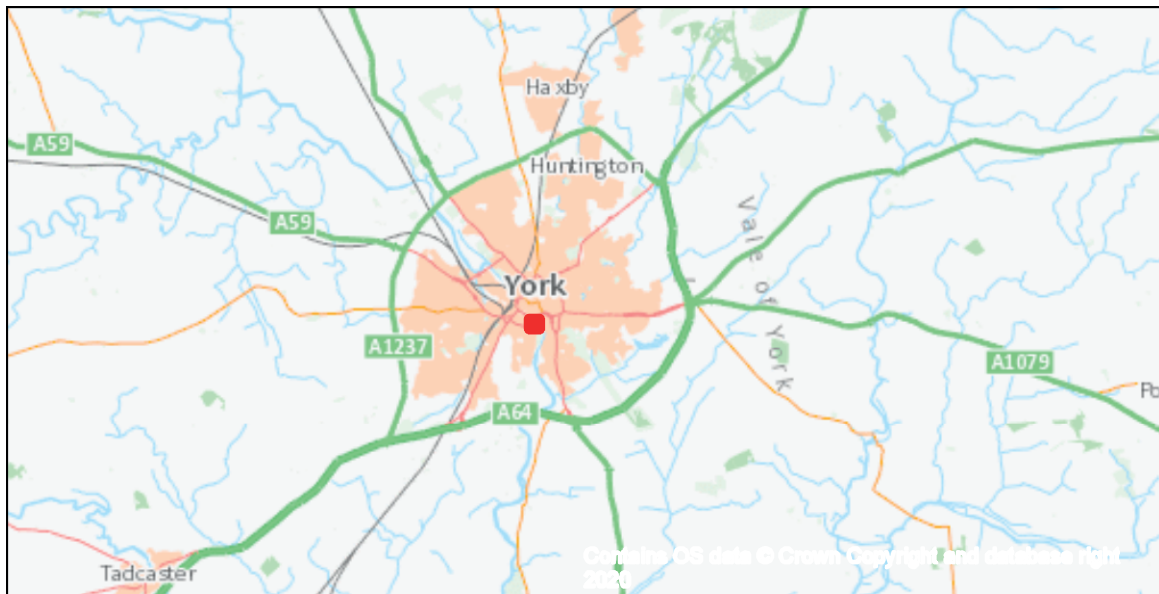 Haxby
A59
Huntington
A59
Vale of York
York
A1237
A1079
Po
A64
Contains OS data © Crown Copyright and database right
2020
Tadcaster